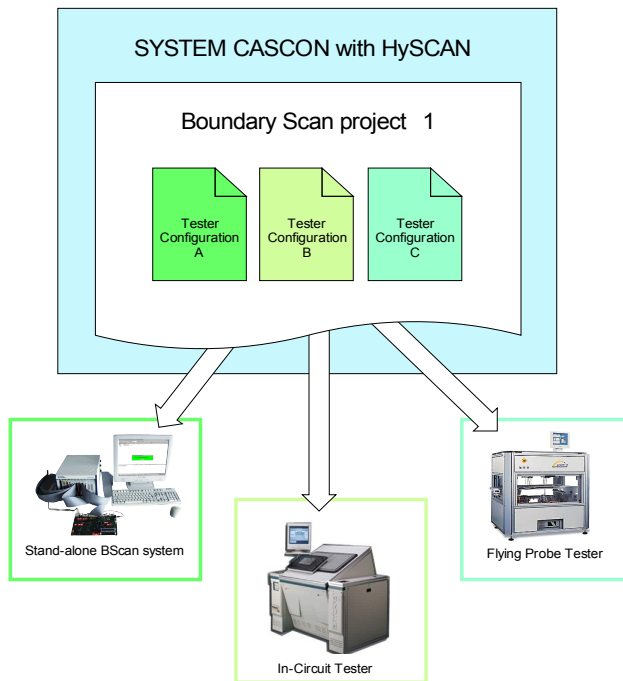 SYSTEM CASCON with HySCAN
Boundary Scan project 1
Tester
Configuration
A
Tester
Configuration
B
Tester
Configuration
C
Stand-alone BScan system
Flying Probe Tester
In-Circuit Tester